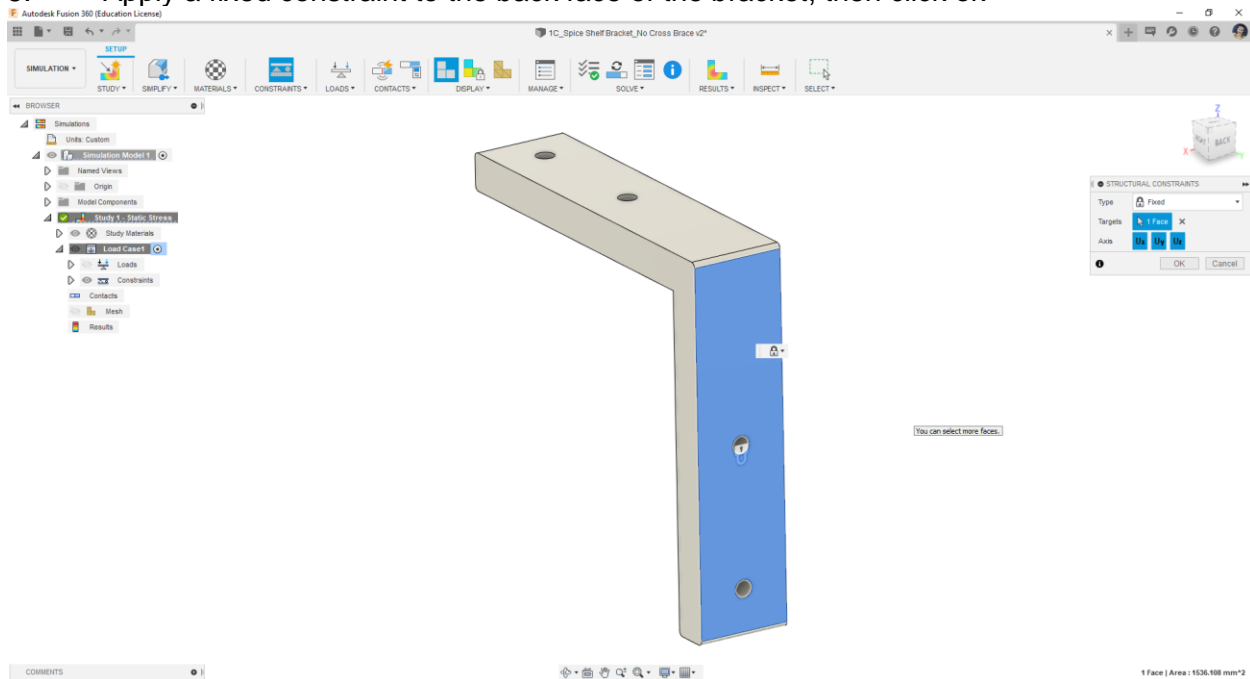 Apply a fixed constraint to the back face of the bracket, then click ok
Autodesk Fusion 360 (Education License)
1C_Spice Shelf Bracket_No Cross Brace v2*
SETUP
SIMULATION
STUDY SIMPLIFY MATERIALS CONSTRAINTS LOADS CONTACTS DISPLAY MANAGE SOLVE RESULTS INSPECT SELECT
BROWSER
Simulations
Units: Custom
Simulation Model 1
Named Views
Origin
Model Components
Study 1 - Static Stress
Study Materials
Load Case1
Loads
Constraints
Contacts
Mesh
Results
Z
BACK
X
Y
STRUCTURAL CONSTRAINTS
Type Fixed
Targets 1 Face
Axis Ux Uy Uz
OK Cancel
You can select more faces.
COMMENTS
1 Face | Area : 1536.108 mm^2